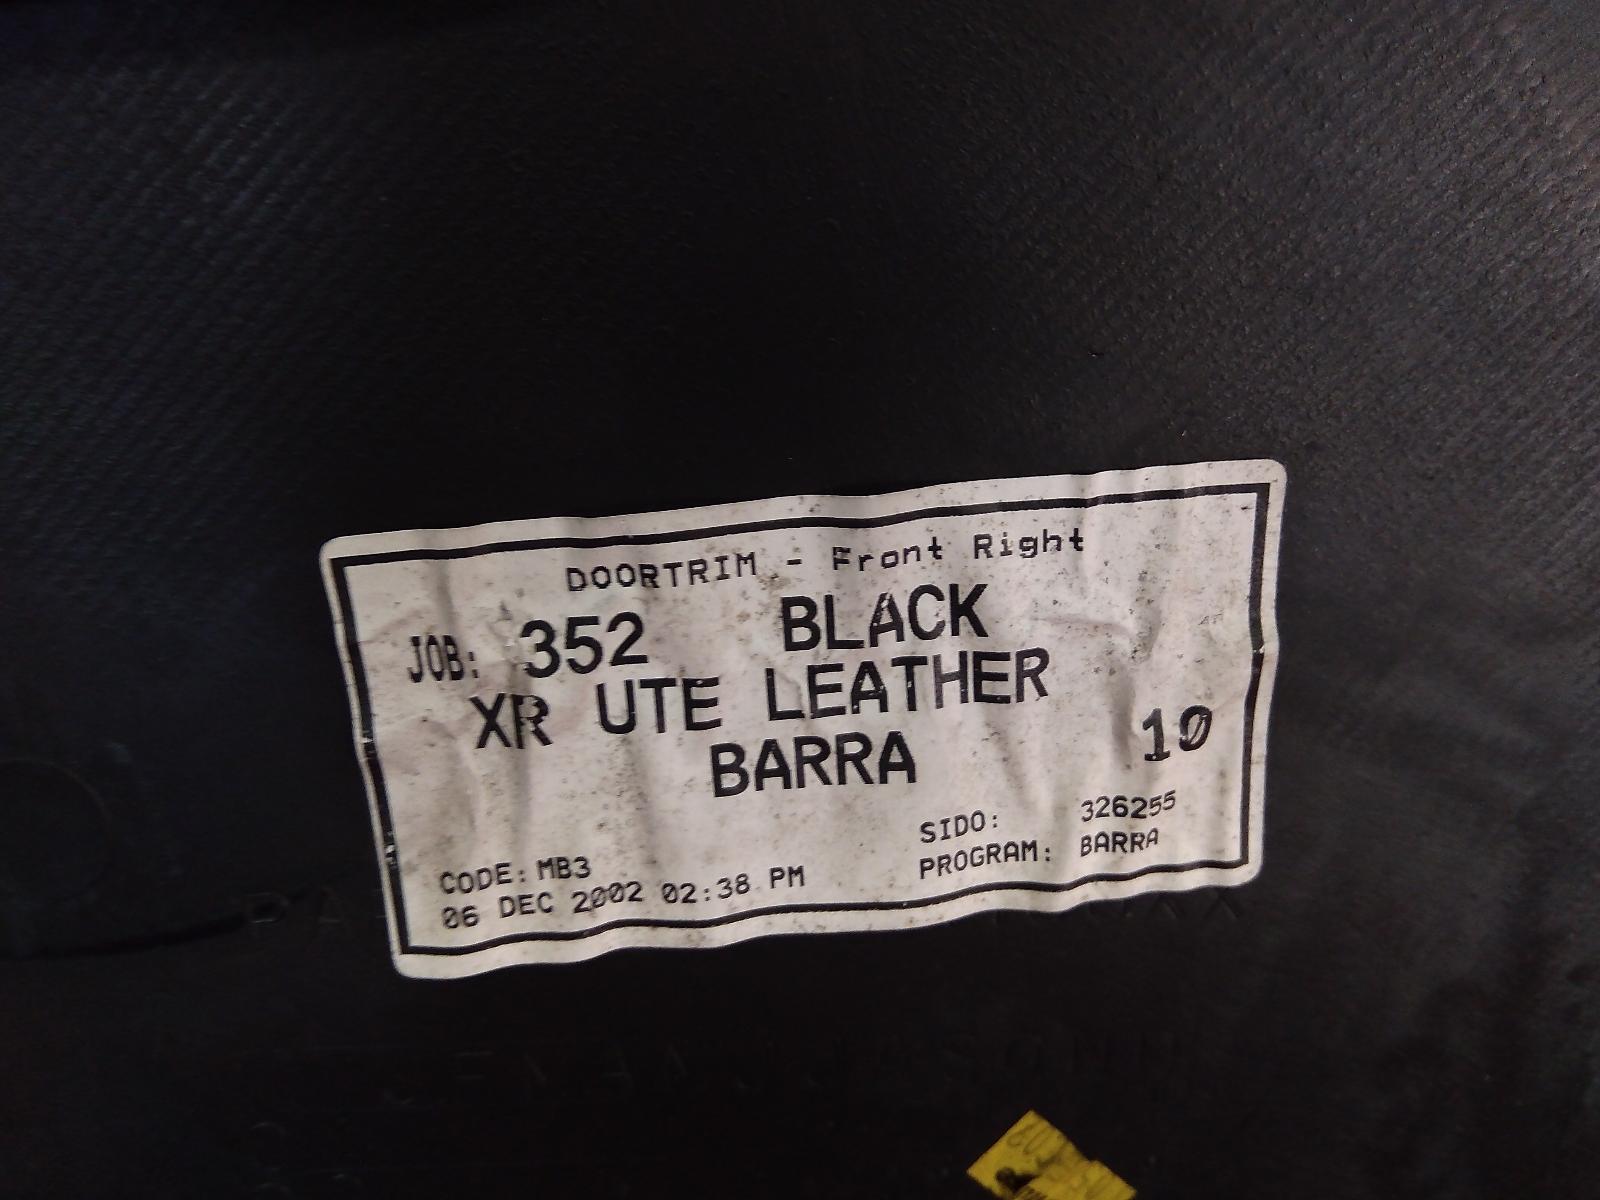 DOORTRIM - Front Right
JOB: 352 BLACK
XR UTE LEATHER
BARRA 10
SIDO: 326255
CODE: MB3 PROGRAM: BARRA
06 DEC 2002 02:38 PM